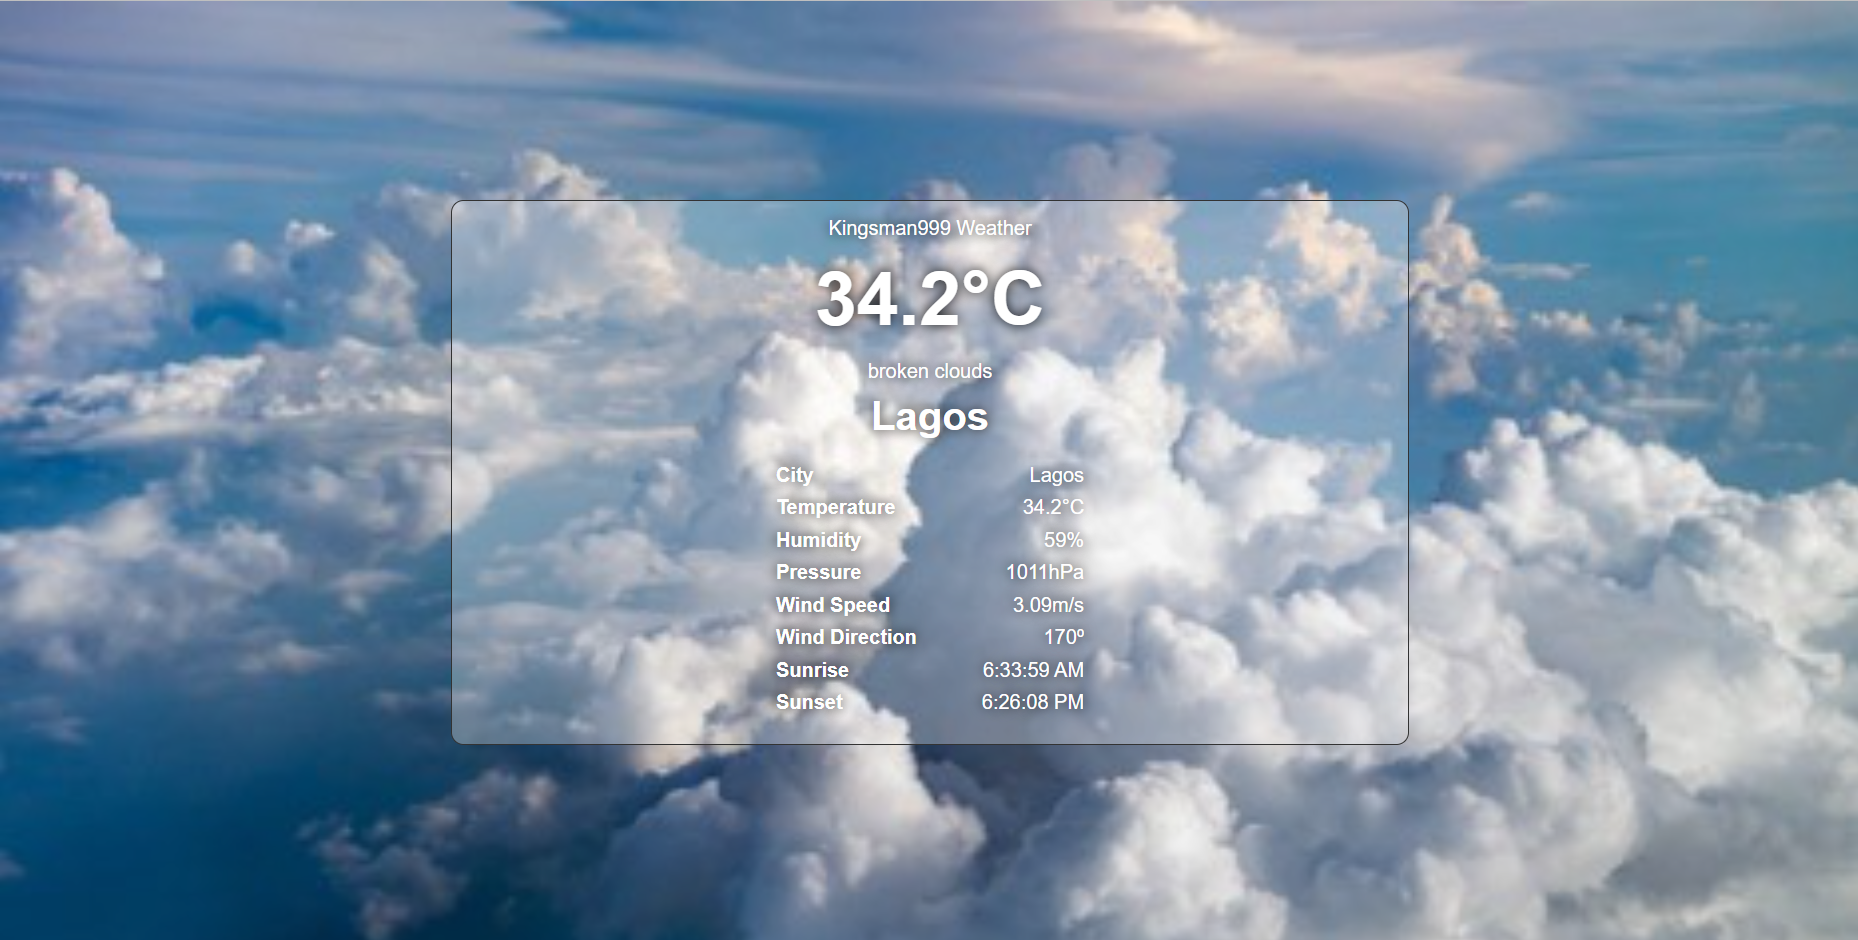 Kingsman999 Weather
34.2°C
broken clouds
Lagos
City Lagos
Temperature 34.2°C
Humidity 59%
Pressure 1011hPa
Wind Speed 3.09m/s
Wind Direction 170º
Sunrise 6:33:59 AM
Sunset 6:26:08 PM